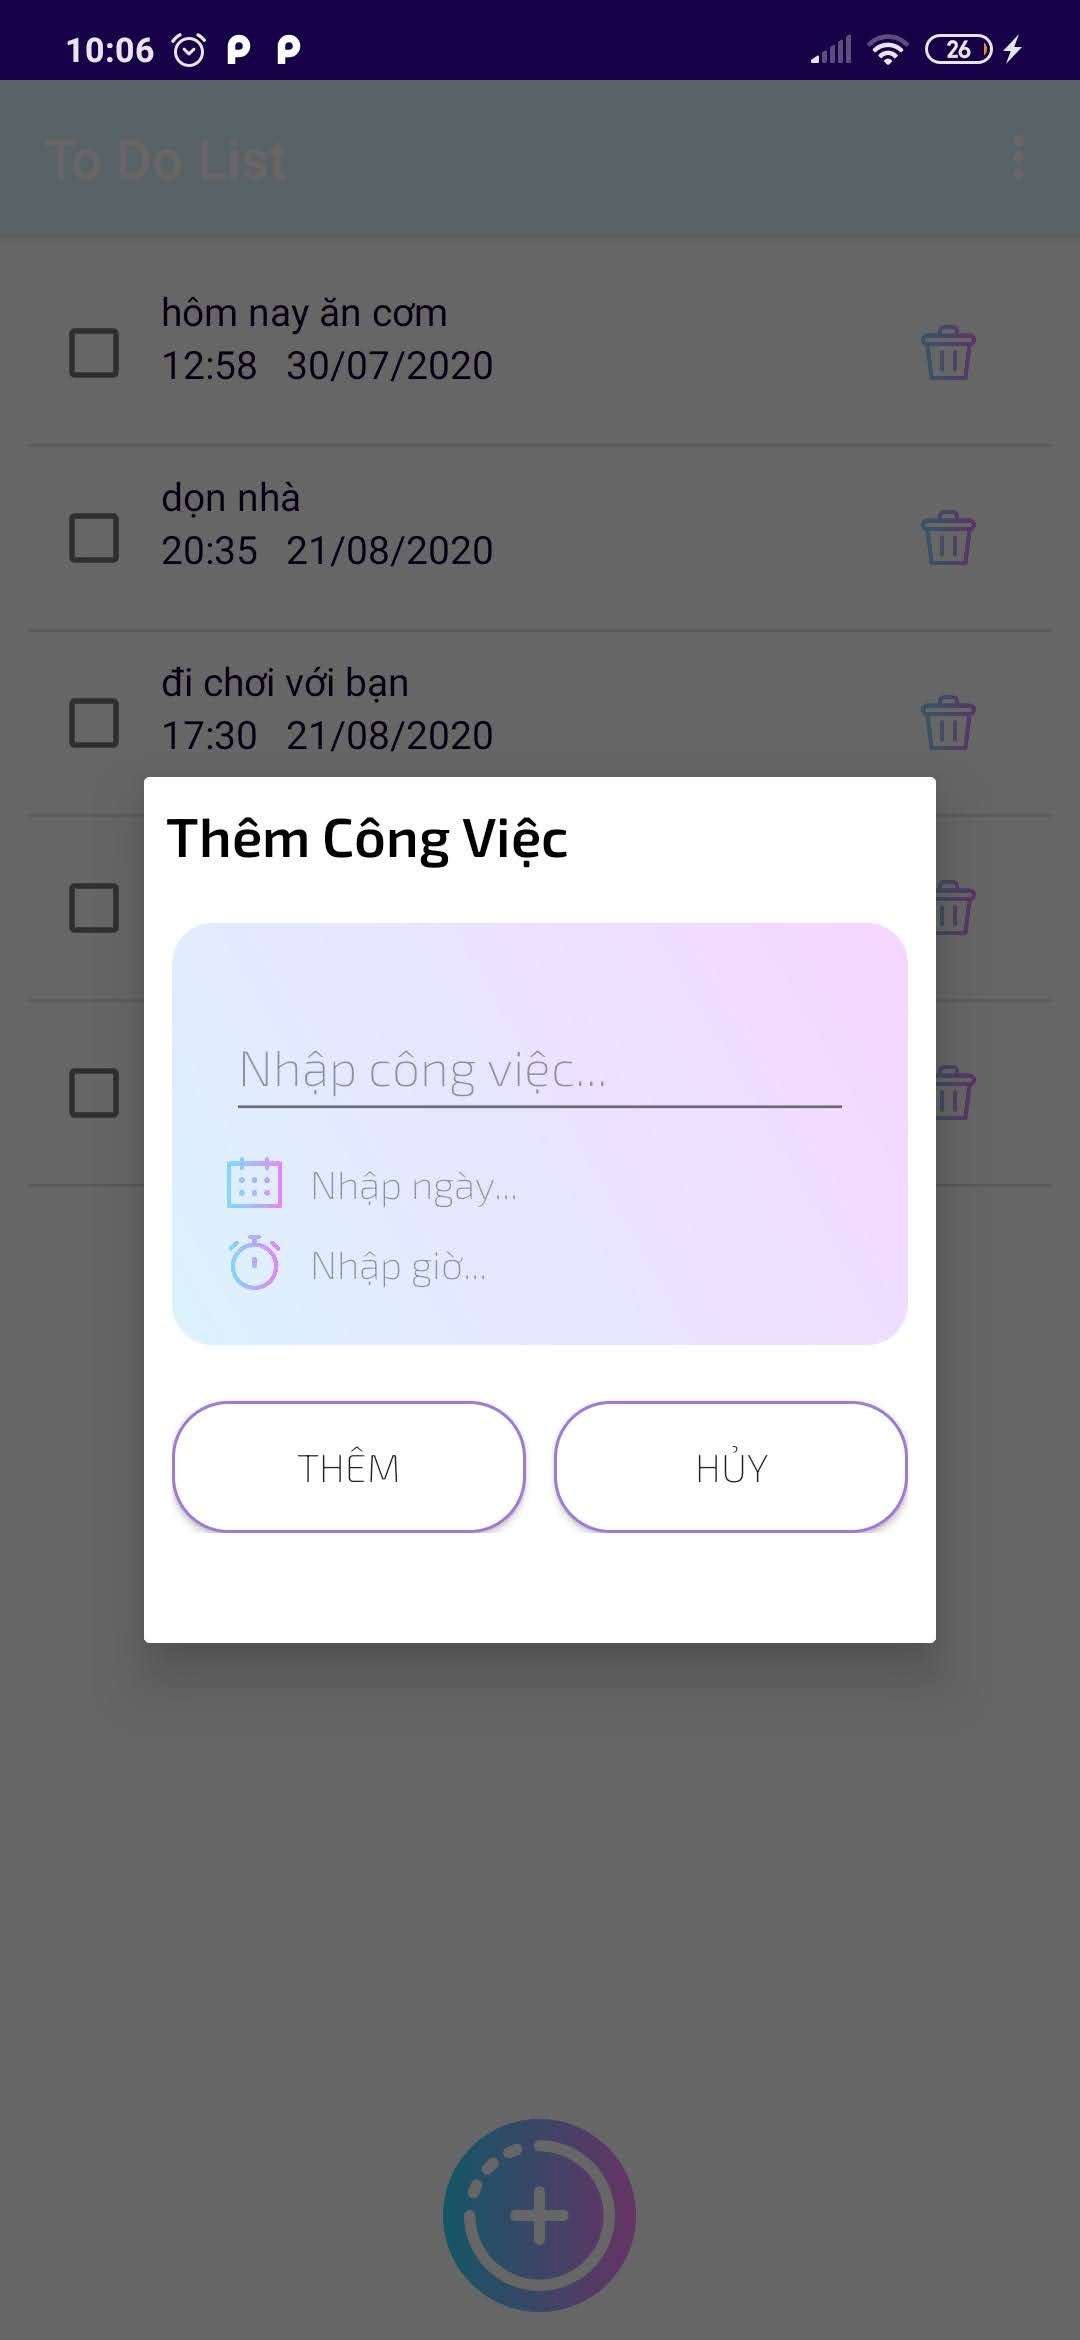 10:06
26
To Do List
hôm nay ăn cơm
12:58 30/07/2020
dọn nhà
20:35 21/08/2020
đi chơi với bạn
17:30 21/08/2020
Thêm Công Việc
Nhập công việc...
Nhập ngày...
Nhập giờ...
THÊM HỦY